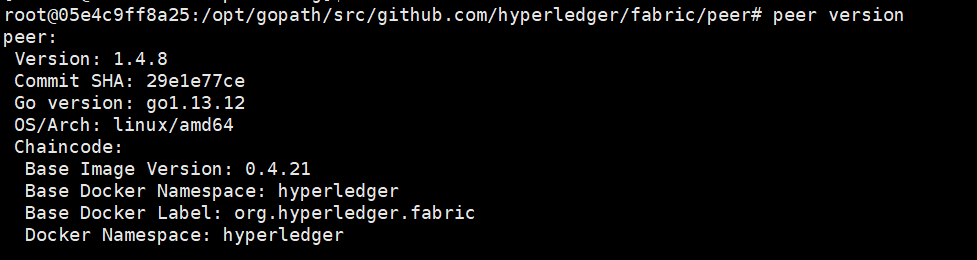 root@05e4c9ff8a25:/opt/gopath/src/github.com/hyperledger/fabric/peer# peer version
peer:
 Version: 1.4.8
 Commit SHA: 29e1e77ce
 Go version: go1.13.12
 OS/Arch: linux/amd64
 Chaincode:
  Base Image Version: 0.4.21
  Base Docker Namespace: hyperledger
  Base Docker Label: org.hyperledger.fabric
  Docker Namespace: hyperledger